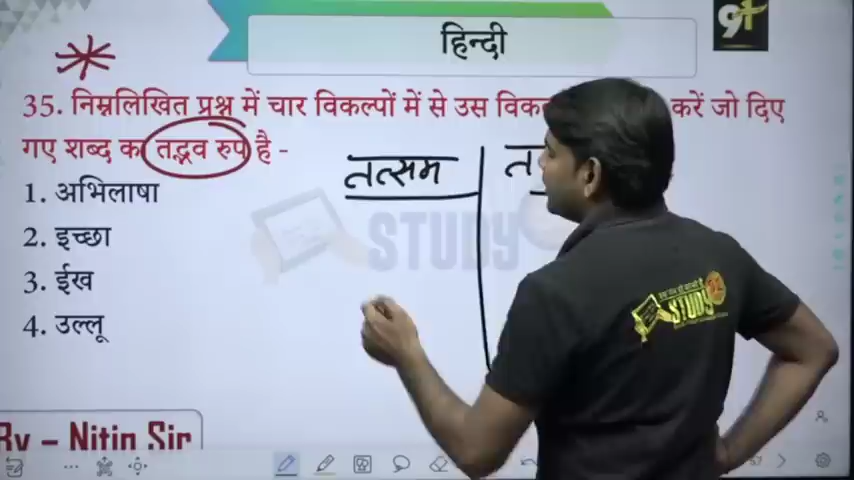 हिन्दी
35. निम्नलिखित प्रश्न में चार विकल्पों में से उस करें जो दिए
गए शब्द का तद्भव रुप है -
तत्सम
1. अभिलाषा
2. इच्छा
3. ईख
4. उल्लू
STUDY
STUDY
By – Nitin Sir